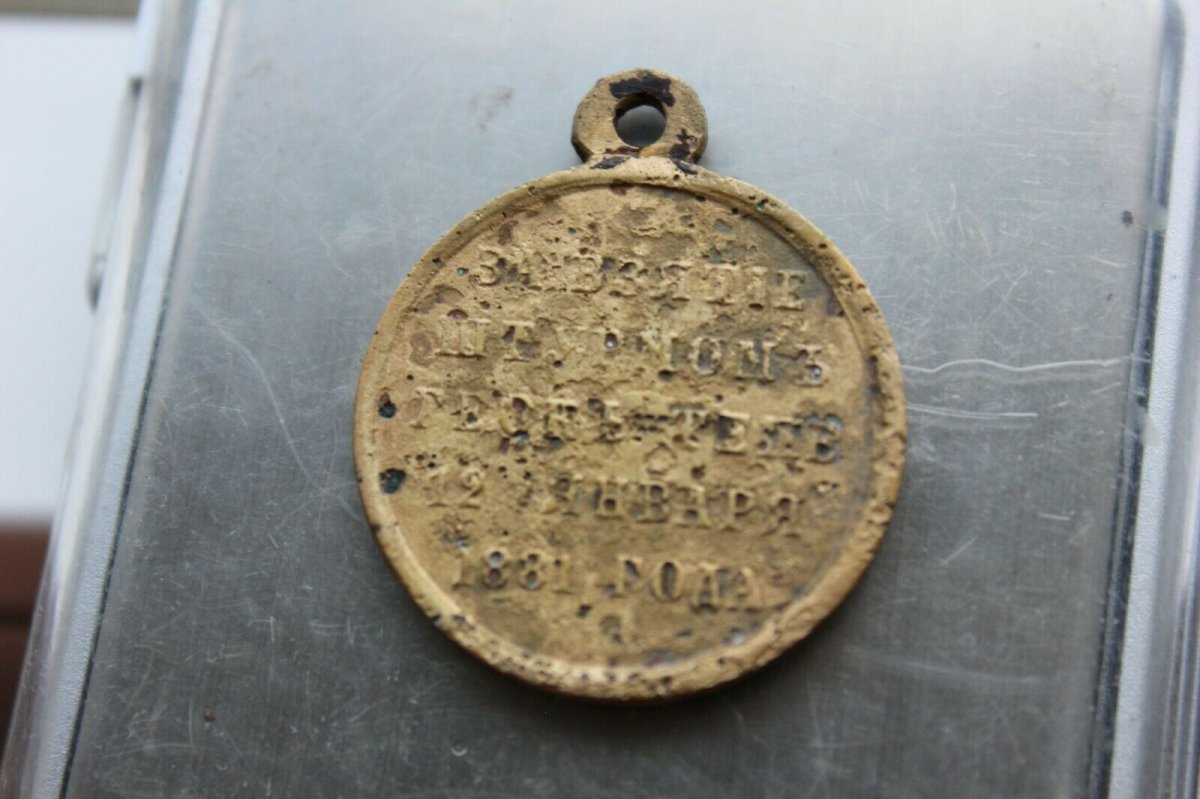 ЗА ВЗЯТІЕ
ШТУРМОМЪ
ГЕОКЪ-ТЕПЕ
12 ЯНВАРЯ
1881 ГОДА